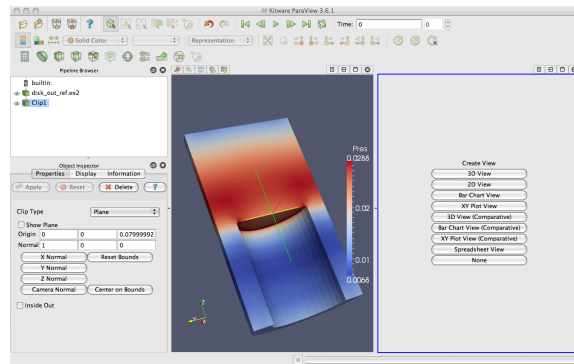 Kitware ParaView 3.6.1
Time: 0 0
Solid Color
Representation
Pipeline Browser
builtin:
disk_out_ref.ex2
Clip1
Object Inspector
Properties Display Information
Apply Reset Delete ?
Clip Type Plane
Show Plane
Origin 0 0 0.07999992
Normal 1 0 0
X Normal Reset Bounds
Y Normal
Z Normal
Camera Normal Center on Bounds
Inside Out
Pres
0.0288
0.02
0.01
0.0068
Z
Y
X
Create View
3D View
2D View
Bar Chart View
XY Plot View
3D View (Comparative)
Bar Chart View (Comparative)
XY Plot View (Comparative)
Spreadsheet View
None